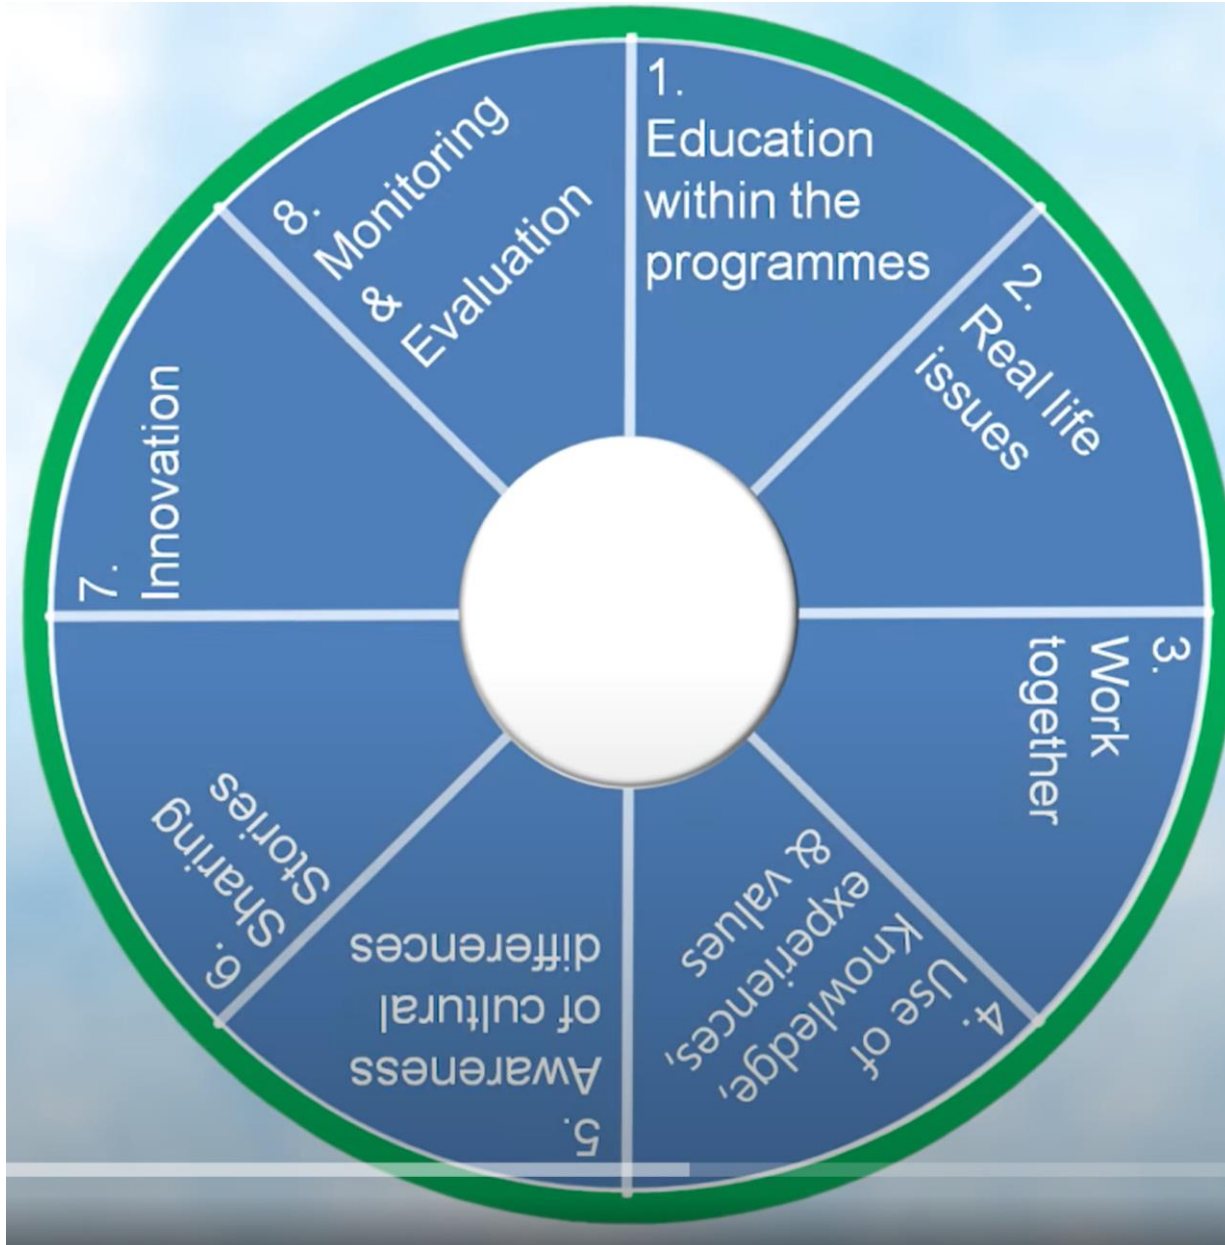 1.
Education
within the
programmes
2.
Real life
issues
3.
Work
together
4.
Use of
Knowledge,
experiences,
& values
5.
Awareness
of cultural
differences
6.
Sharing
Stories
7.
Innovation
8.
Monitoring
&
Evaluation